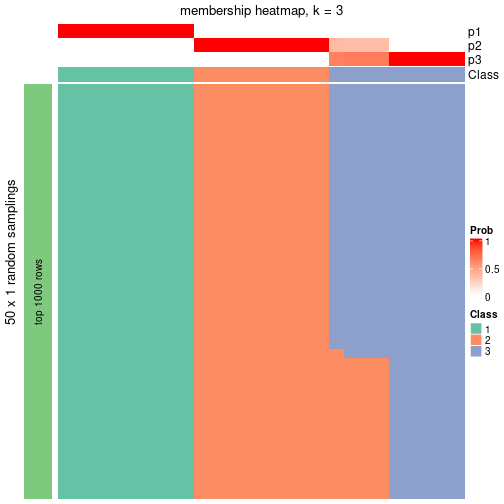 membership heatmap, k = 3
p1
p2
p3
Class
50 x 1 random samplings
top 1000 rows
Prob
1
0.5
0
Class
1
2
3